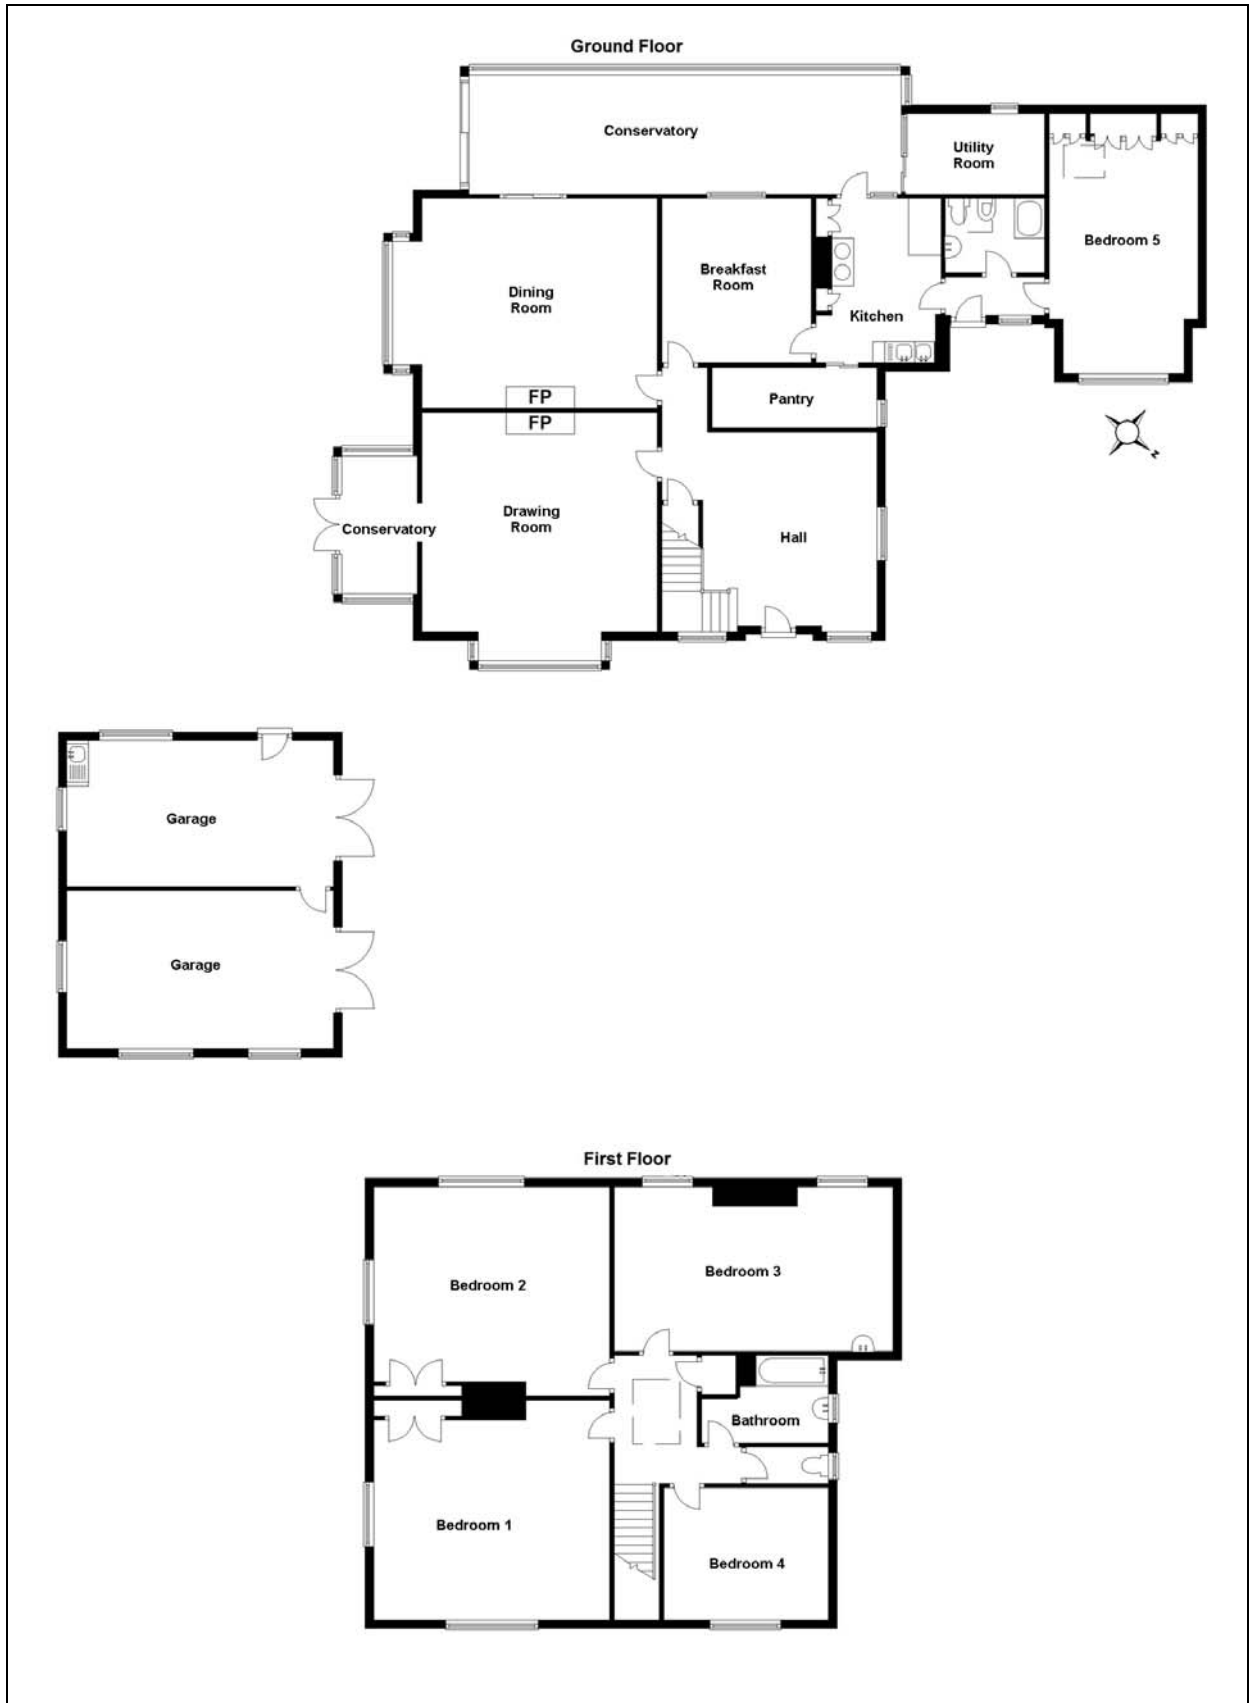 Ground Floor
Conservatory
Utility
Room
Bedroom 5
Breakfast
Room
Dining
Room
Kitchen
FP
FP
Pantry
Drawing
Room
Conservatory
Hall
N
Garage
Garage
First Floor
Bedroom 2
Bedroom 3
Bathroom
Bedroom 1
Bedroom 4